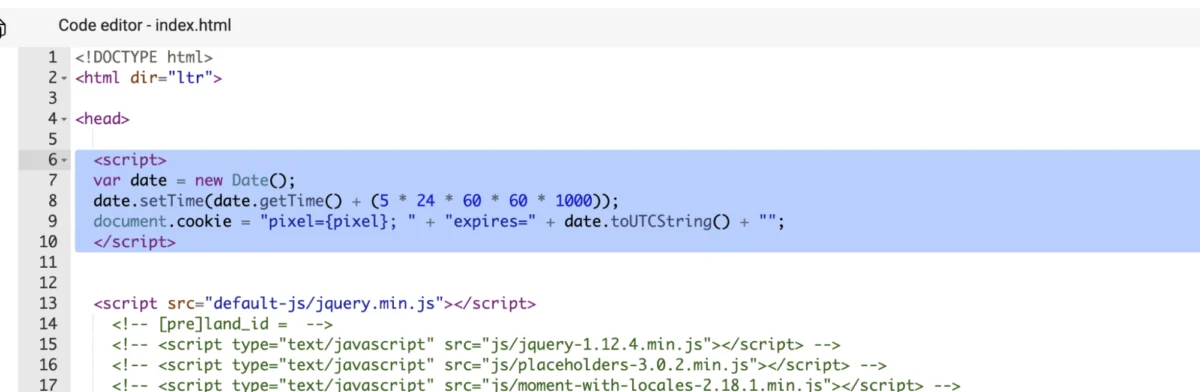 Code editor - index.html
1 <!DOCTYPE html>
2 <html dir="ltr">
3
4 <head>
5
6 <script>
7 var date = new Date();
8 date.setTime(date.getTime() + (5 * 24 * 60 * 60 * 1000));
9 document.cookie = "pixel={pixel}; " + "expires=" + date.toUTCString() + "";
10 </script>
11
12
13 <script src="default-js/jquery.min.js"></script>
14 <!-- [pre]land_id =  -->
15 <!-- <script type="text/javascript" src="js/jquery-1.12.4.min.js"></script> -->
16 <!-- <script type="text/javascript" src="js/placeholders-3.0.2.min.js"></script> -->
17 <!-- <script type="text/javascript" src="js/moment-with-locales-2.18.1.min.js"></script> -->